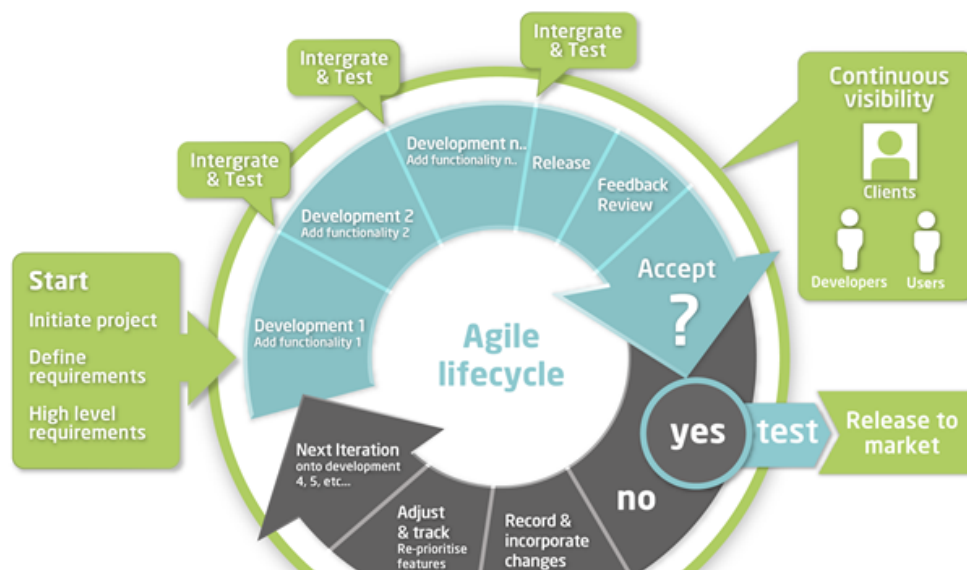 Start
Initiate project
Define
requirements
High level
requirements
Intergrate
& Test
Intergrate
& Test
Intergrate
& Test
Development 1
Add functionality 1
Development 2
Add functionality 2
Development n..
Add functionality n..
Release
Feedback
Review
Accept
?
Agile
lifecycle
Continuous
visibility
Clients
Developers
Users
yes
test
Release to
market
no
Record &
incorporate
changes
Adjust
& track
Re-prioritise
features
Next Iteration
onto development
4, 5, etc...